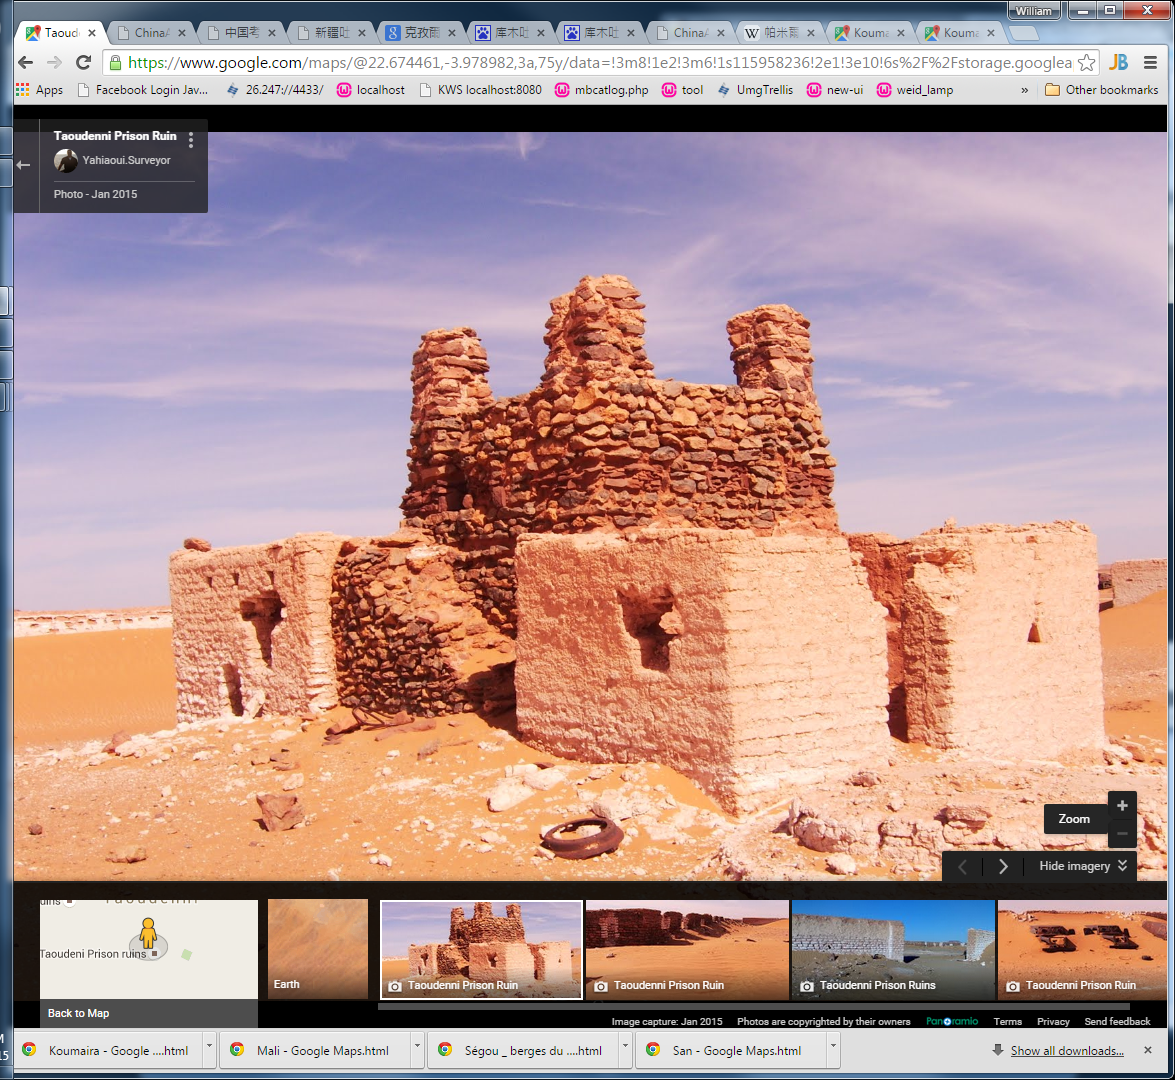 William
Taoud
ChinaA
中国考
新疆吐
克孜爾
库木吐
库木吐
ChinaA
帕米爾
Kouma
Kouma
https://www.google.com/maps/@22.674461,-3.978982,3a,75y/data=!3m8!1e2!3m6!1s115958236!2e1!3e10!6s%2F%2Fstorage.googleap
JB
Apps
Facebook Login Jav...
26.247://4433/
localhost
KWS localhost:8080
mbcatlog.php
tool
UmgTrellis
new-ui
weid_lamp
»
Other bookmarks
Taoudenni Prison Ruin
Yahiaoui.Surveyor
Photo - Jan 2015
Zoom
Hide imagery
Taoudenni
uins
Taoudeni Prison ruins
Back to Map
Earth
Taoudenni Prison Ruin
Taoudenni Prison Ruin
Taoudenni Prison Ruins
Taoudenni Prison Ruin
Image capture: Jan 2015
Photos are copyrighted by their owners
Panoramio
Terms
Privacy
Send feedback
M
15
Koumaira - Google ....html
Mali - Google Maps.html
Ségou _ berges du ....html
San - Google Maps.html
Show all downloads...